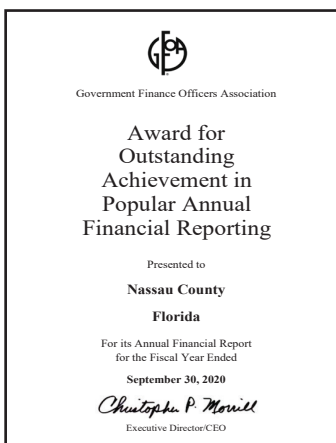 GFOA
Government Finance Officers Association
Award for
Outstanding
Achievement in
Popular Annual
Financial Reporting
Presented to
Nassau County
Florida
For its Annual Financial Report
for the Fiscal Year Ended
September 30, 2020
Christopher P. Morrill
Executive Director/CEO